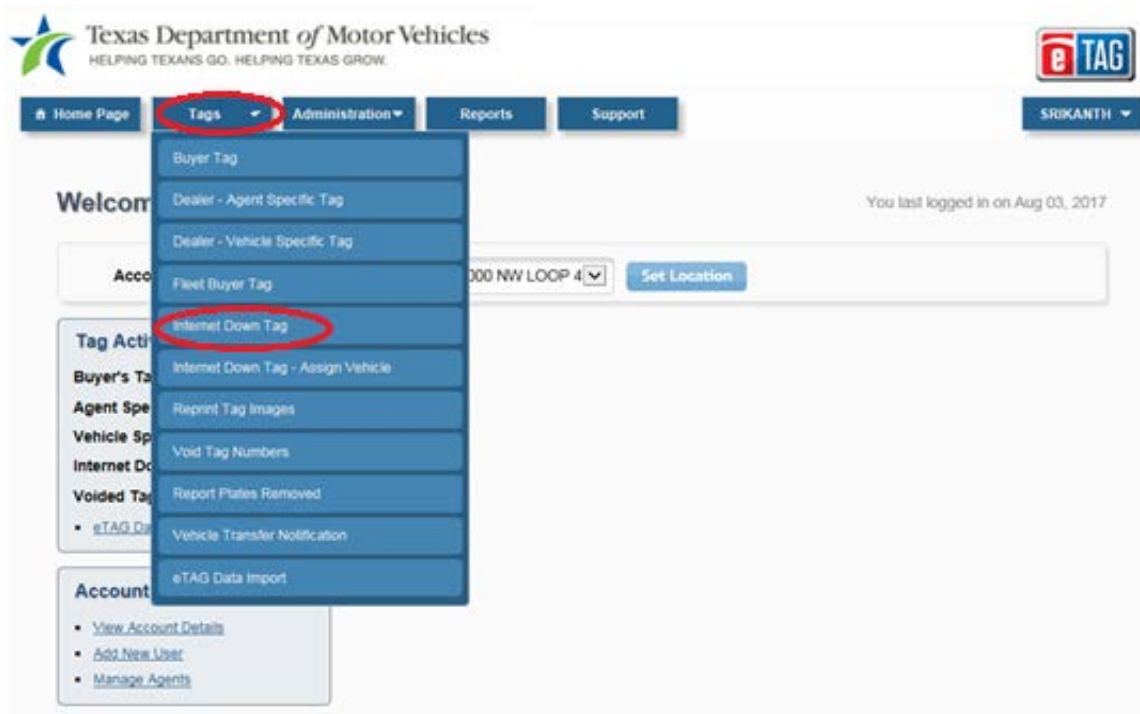 Texas Department of Motor Vehicles
HELPING TEXANS GO. HELPING TEXAS GROW.
e TAG
Home Page
Tags
Administration
Reports
Support
SRIKANTH
Buyer Tag
Dealer - Agent Specific Tag
Dealer - Vehicle Specific Tag
Fleet Buyer Tag
Internet Down Tag
Internet Down Tag - Assign Vehicle
Reprint Tag Images
Void Tag Numbers
Report Plates Removed
Vehicle Transfer Notification
eTAG Data Import
Welcom
You last logged in on Aug 03, 2017
Acco
000 NW LOOP 4
Set Location
Tag Acti
Buyer's Ta
Agent Spe
Vehicle Sp
Internet Do
Voided Tag
eTAG Da
Account
View Account Details
Add New User
Manage Agents